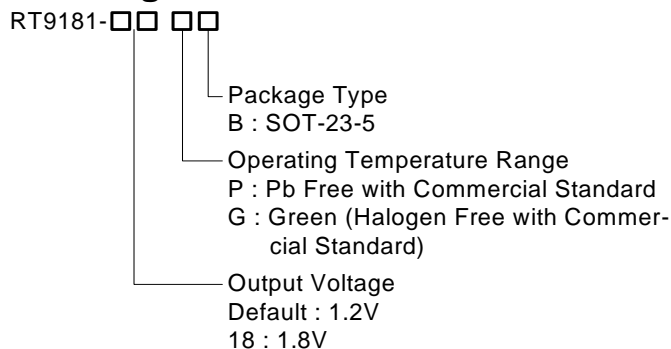 RT9181-□□ □□
Package Type
B : SOT-23-5
Operating Temperature Range
P : Pb Free with Commercial Standard
G : Green (Halogen Free with Commer-
cial Standard)
Output Voltage
Default : 1.2V
18 : 1.8V